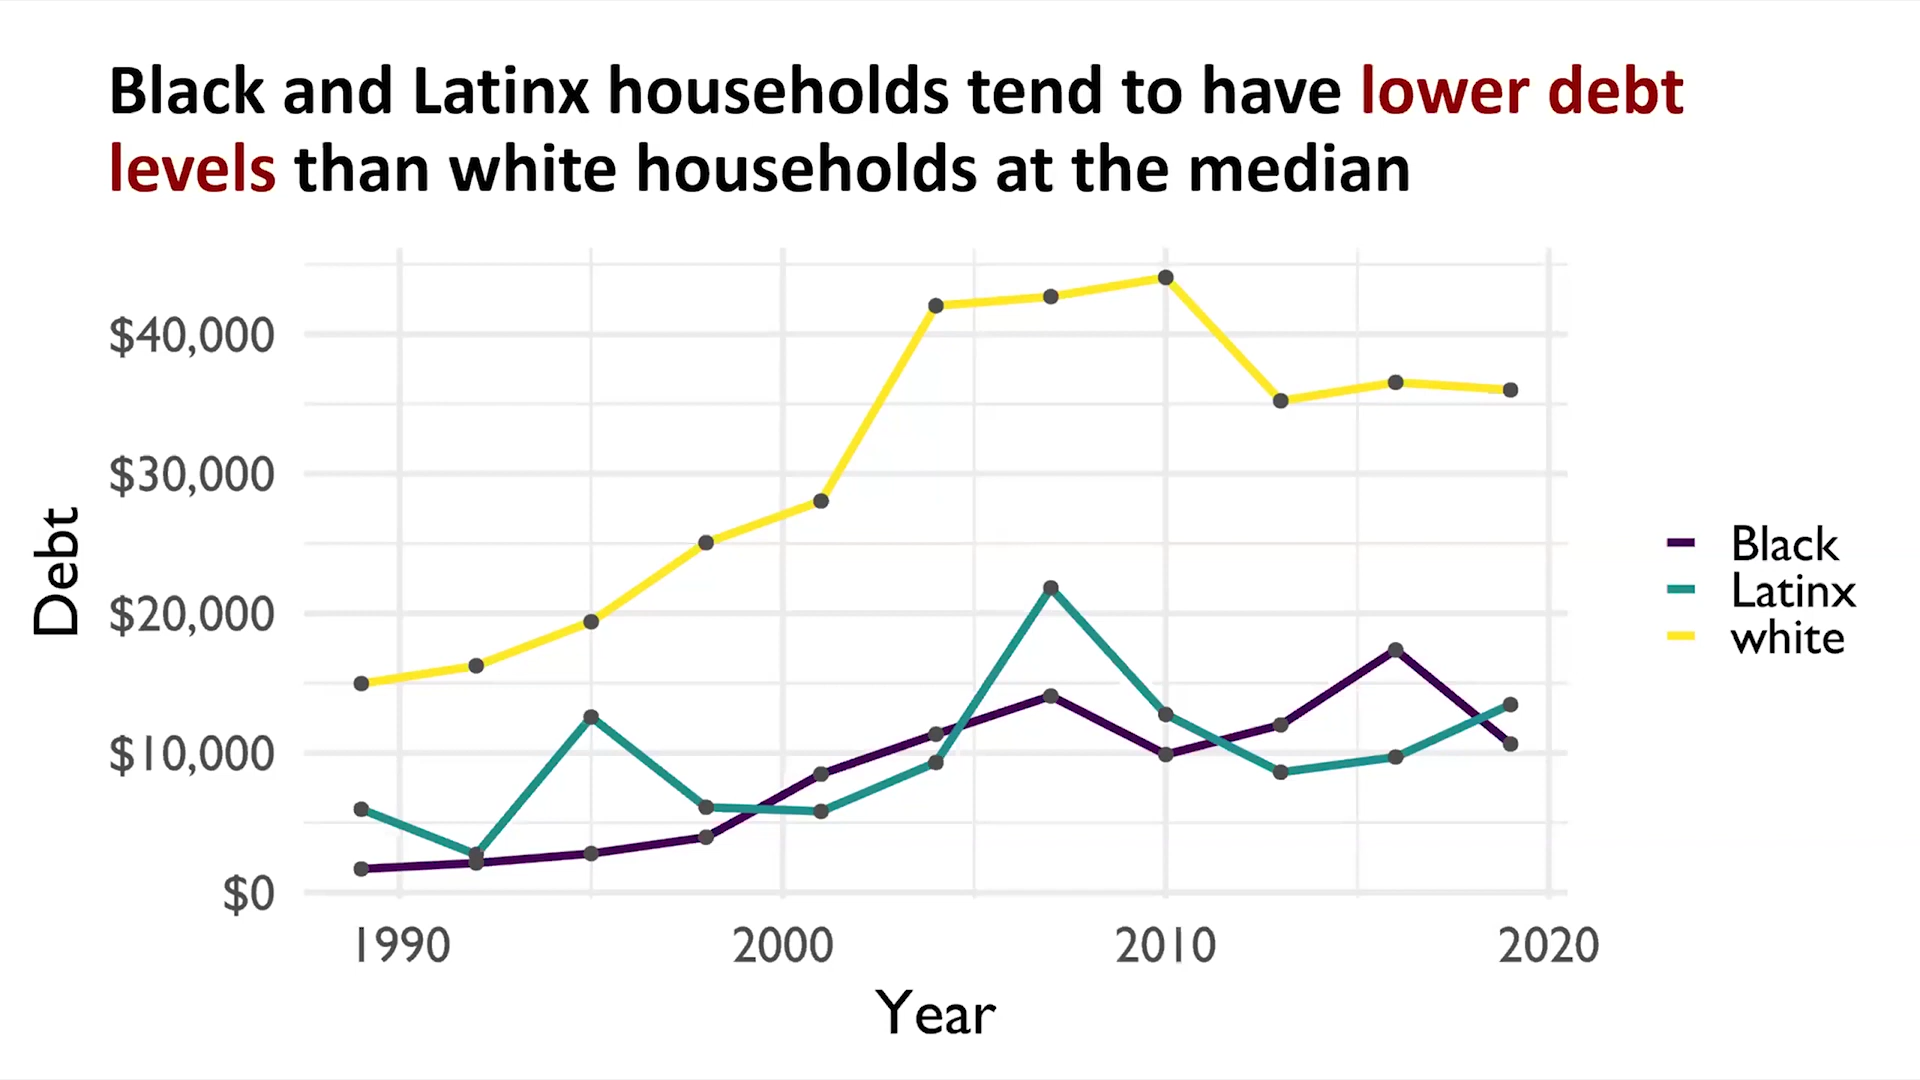 Black and Latinx households tend to have lower debt
levels than white households at the median
$40,000
$30,000
$20,000
$10,000
$0
Debt
1990
2000
2010
2020
Year
Black
Latinx
white